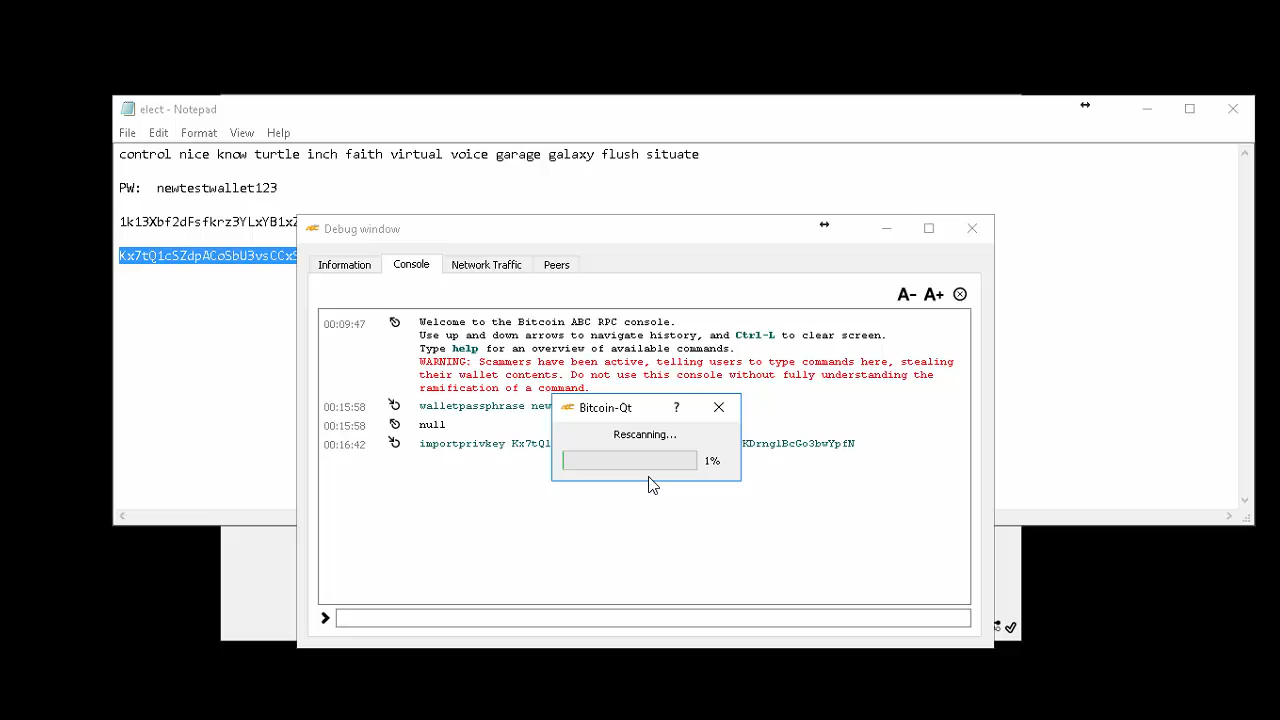 elect - Notepad
File Edit Format View Help
control nice know turtle inch faith virtual voice garage galaxy flush situate
PW: newtestwallet123
1k13Xbf2dFsfkrz3YLxYB1xZ
Kx7tQ1cSZdpACoSbU3vsCCxS
Debug window
Information Console Network Traffic Peers
A- A+
00:09:47 Welcome to the Bitcoin ABC RPC console.
Use up and down arrows to navigate history, and Ctrl-L to clear screen.
Type help for an overview of available commands.
WARNING: Scammers have been active, telling users to type commands here, stealing
their wallet contents. Do not use this console without fully understanding the
ramification of a command.
00:15:58 walletpassphrase new
00:15:58 null
00:16:42 importprivkey Kx7tQ1 KDrnglBcGo3bwYpfN
Bitcoin-Qt ?
Rescanning...
1%